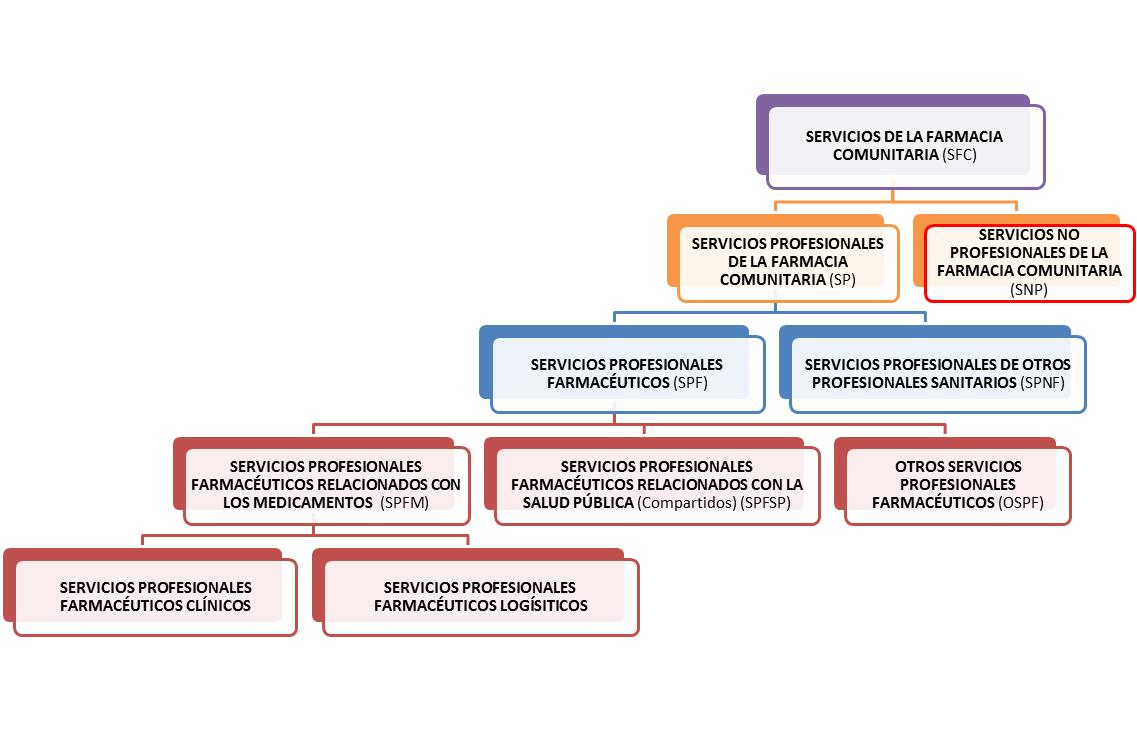 SERVICIOS DE LA FARMACIA
COMUNITARIA (SFC)
SERVICIOS PROFESIONALES
DE LA FARMACIA
COMUNITARIA (SP)
SERVICIOS NO
PROFESIONALES DE LA
FARMACIA COMUNITARIA
(SNP)
SERVICIOS PROFESIONALES
FARMACÉUTICOS (SPF)
SERVICIOS PROFESIONALES DE OTROS
PROFESIONALES SANITARIOS (SPNF)
SERVICIOS PROFESIONALES
FARMACÉUTICOS RELACIONADOS CON
LOS MEDICAMENTOS (SPFM)
SERVICIOS PROFESIONALES
FARMACÉUTICOS RELACIONADOS CON LA
SALUD PÚBLICA (Compartidos) (SPFSP)
OTROS SERVICIOS
PROFESIONALES
FARMACÉUTICOS (OSPF)
SERVICIOS PROFESIONALES
FARMACÉUTICOS CLÍNICOS
SERVICIOS PROFESIONALES
FARMACÉUTICOS LOGÍSITICOS